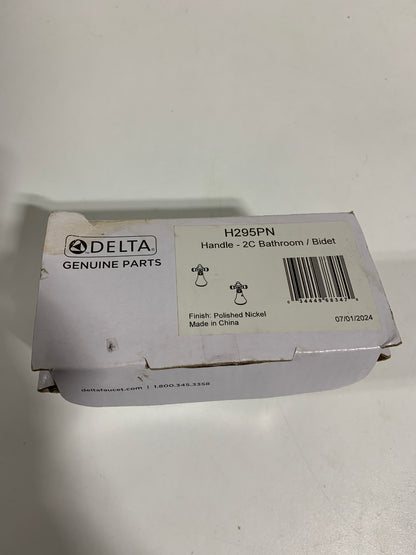 DELTA
GENUINE PARTS
H295PN
Handle - 2C Bathroom / Bidet
Finish: Polished Nickel
Made in China
07/01/2024
deltafaucet.com | 1.800.345.3358